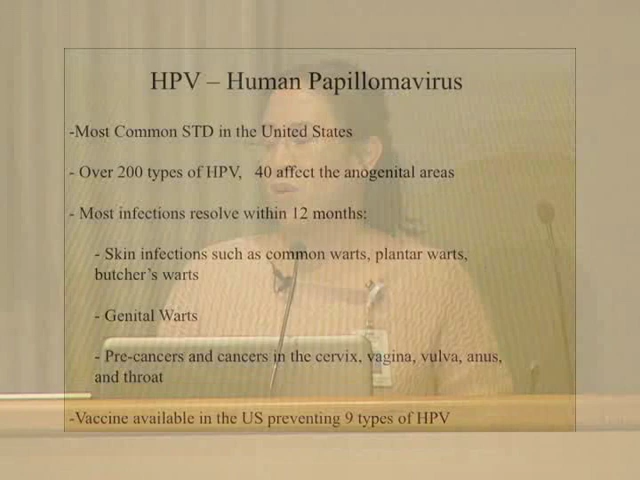 HPV – Human Papillomavirus
-Most Common STD in the United States
- Over 200 types of HPV, 40 affect the anogenital areas
- Most infections resolve within 12 months:
- Skin infections such as common warts, plantar warts,
butcher’s warts
- Genital Warts
- Pre-cancers and cancers in the cervix, vagina, vulva, anus,
and throat
-Vaccine available in the US preventing 9 types of HPV